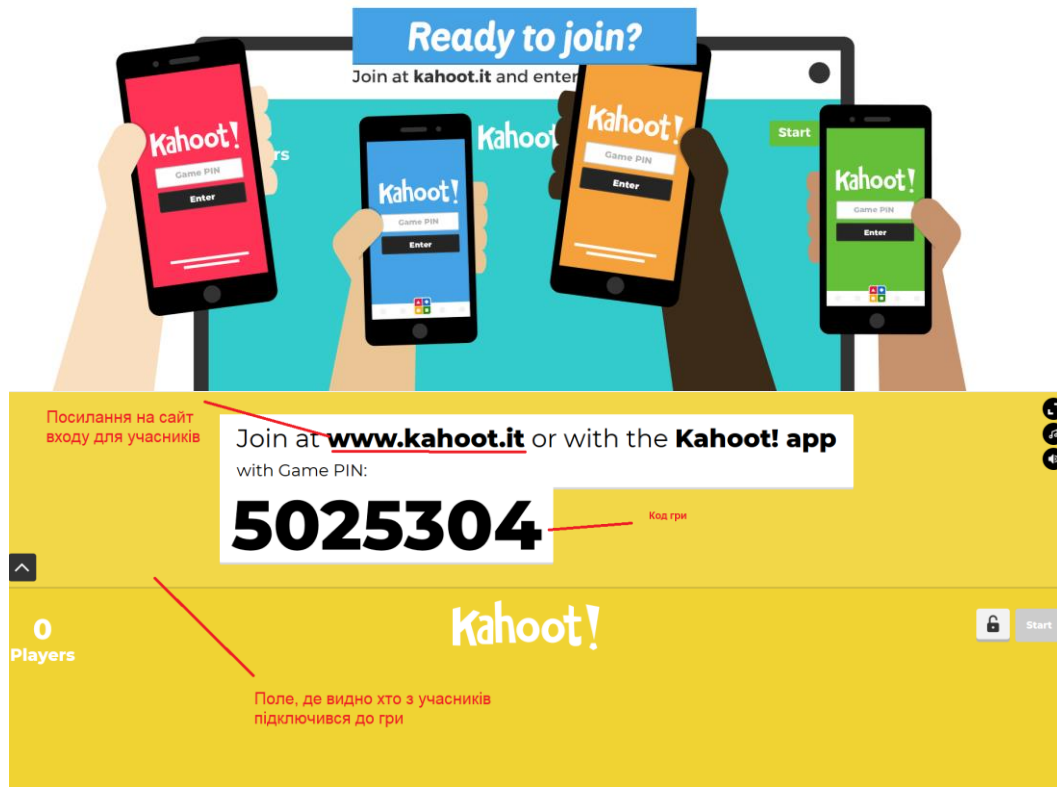 Ready to join?
Join at kahoot.it and enter
Kahoot!
Game PIN
Enter
rs
Kahoot!
Game PIN
Enter
Kahoo
Kahoot!
Game PIN
Enter
Start
Kahoot!
Game PIN
Enter
Посилання на сайт
входу для учасників
Join at www.kahoot.it or with the Kahoot! app
with Game PIN:
5025304
Код гри
0
Players
Kahoot!
Start
Поле, де видно хто з учасників
підключився до гри